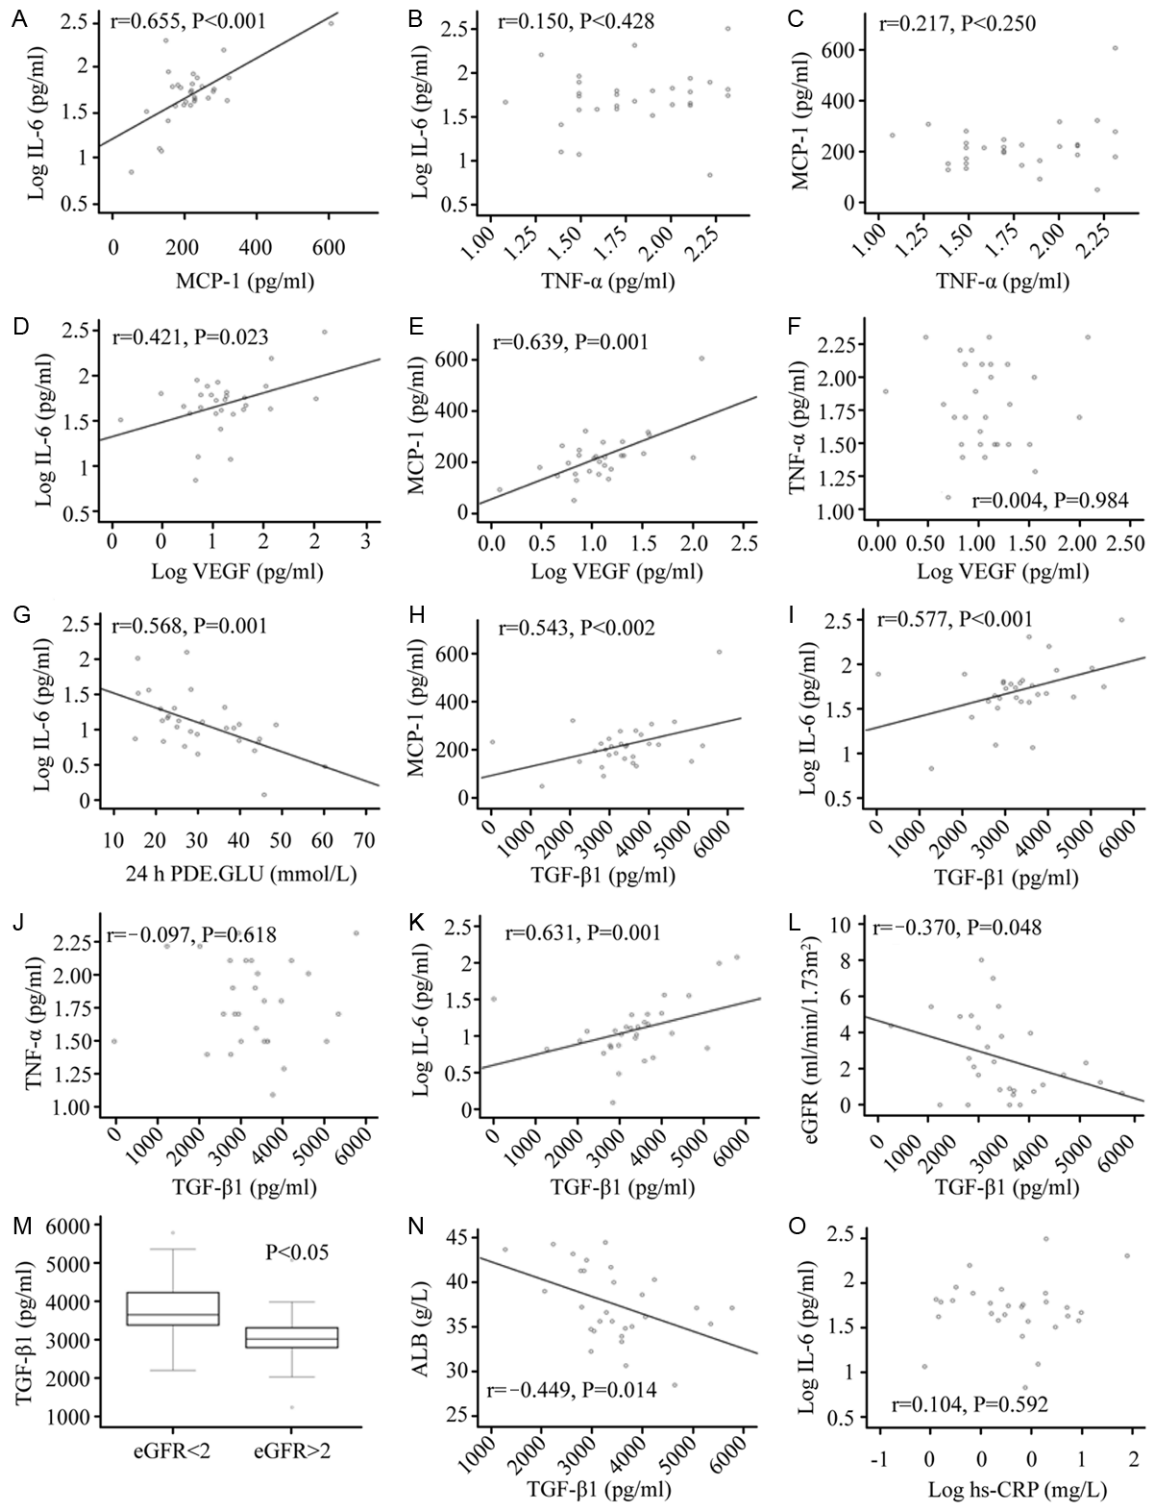 A
r=0.655, P<0.001
Log IL-6 (pg/ml)
2.5
2
1.5
1
0.5
0 200 400 600
MCP-1 (pg/ml)
B
r=0.150, P<0.428
Log IL-6 (pg/ml)
2.5
2
1.5
1
0.5
1.00 1.25 1.50 1.75 2.00 2.25
TNF-α (pg/ml)
C
r=0.217, P<0.250
MCP-1 (pg/ml)
600
400
200
0
1.00 1.25 1.50 1.75 2.00 2.25
TNF-α (pg/ml)
D
r=0.421, P=0.023
Log IL-6 (pg/ml)
2.5
2
1.5
1
0.5
0 0 1 2 2 3
Log VEGF (pg/ml)
E
r=0.639, P=0.001
MCP-1 (pg/ml)
600
400
200
0
0.0 0.5 1.0 1.5 2.0 2.5
Log VEGF (pg/ml)
F
TNF-α (pg/ml)
2.25
2.00
1.75
1.50
1.25
1.00
r=0.004, P=0.984
0.00 0.50 1.00 1.50 2.00 2.50
Log VEGF (pg/ml)
G
r=0.568, P=0.001
Log IL-6 (pg/ml)
2.5
2
1.5
1
0.5
0
10 20 30 40 50 60 70
24 h PDE.GLU (mmol/L)
H
r=0.543, P<0.002
MCP-1 (pg/ml)
600
400
200
0
0 1000 2000 3000 4000 5000 6000
TGF-β1 (pg/ml)
I
r=0.577, P<0.001
Log IL-6 (pg/ml)
2.5
2
1.5
1
0.5
0 1000 2000 3000 4000 5000 6000
TGF-β1 (pg/ml)
J
r=−0.097, P=0.618
TNF-α (pg/ml)
2.25
2.00
1.75
1.50
1.25
1.00
0 1000 2000 3000 4000 5000 6000
TGF-β1 (pg/ml)
K
r=0.631, P=0.001
Log IL-6 (pg/ml)
2.5
2
1.5
1
0.5
0
0 1000 2000 3000 4000 5000 6000
TGF-β1 (pg/ml)
L
r=−0.370, P=0.048
eGFR (ml/min/1.73m²)
10
8
6
4
2
0
0 1000 2000 3000 4000 5000 6000
TGF-β1 (pg/ml)
M
P<0.05
TGF-β1 (pg/ml)
6000
5000
4000
3000
2000
1000
eGFR<2 eGFR>2
N
ALB (g/L)
45
40
35
30
25
r=−0.449, P=0.014
1000 2000 3000 4000 5000 6000
TGF-β1 (pg/ml)
O
Log IL-6 (pg/ml)
2.5
2
1.5
1
0.5
r=0.104, P=0.592
-1 0 0 1 2
Log hs-CRP (mg/L)